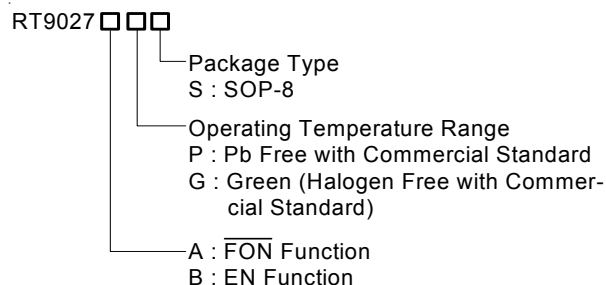 RT9027
Package Type
S : SOP-8
Operating Temperature Range
P : Pb Free with Commercial Standard
G : Green (Halogen Free with Commer-
cial Standard)
A : FON Function
B : EN Function